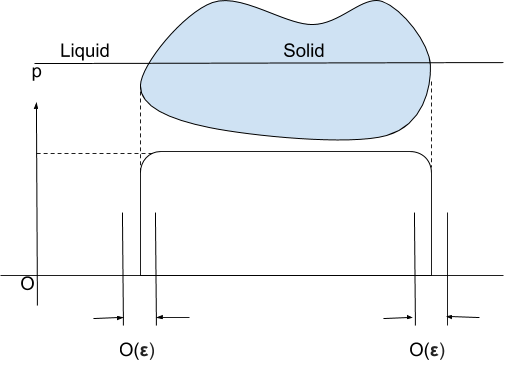 Liquid
Solid
p
O
O(ε)
O(ε)